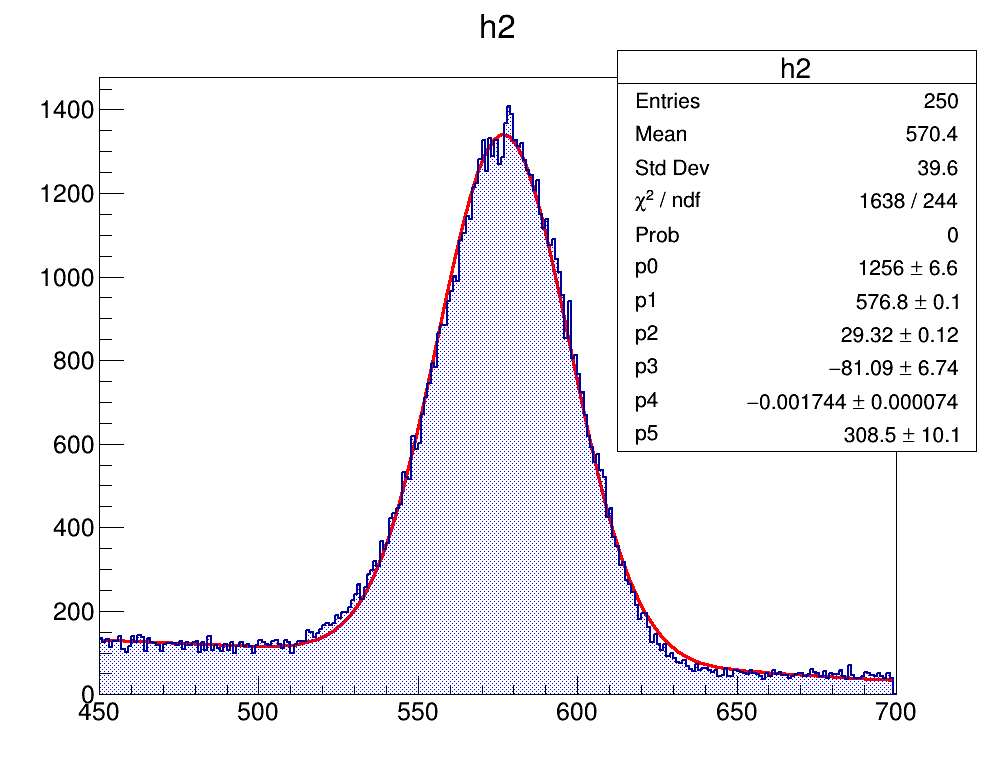 h2
h2
Entries 250
Mean 570.4
Std Dev 39.6
χ² / ndf 1638 / 244
Prob 0
p0 1256 ± 6.6
p1 576.8 ± 0.1
p2 29.32 ± 0.12
p3 −81.09 ± 6.74
p4 −0.001744 ± 0.000074
p5 308.5 ± 10.1
1400
1200
1000
800
600
400
200
0
450 500 550 600 650 700